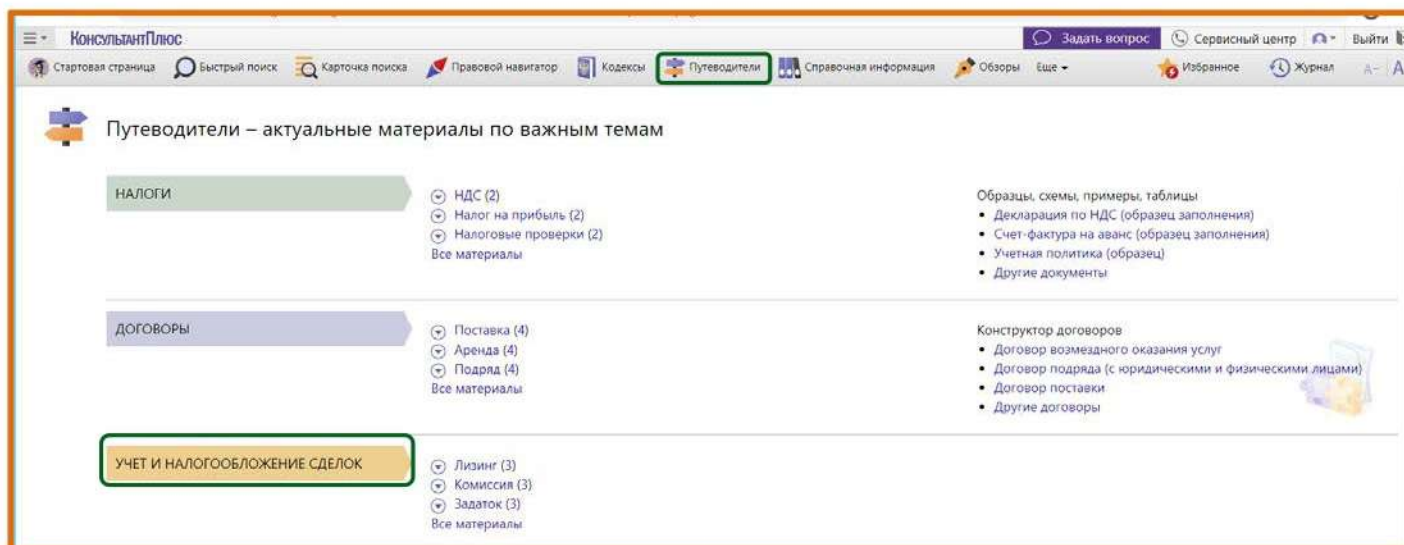 КонсультантПлюс
Задать вопрос
Сервисный центр
Выйти
Стартовая страница
Быстрый поиск
Карточка поиска
Правовой навигатор
Кодексы
Путеводители
Справочная информация
Обзоры
Еще
Избранное
Журнал
A− A
Путеводители – актуальные материалы по важным темам
НАЛОГИ
НДС (2)
Налог на прибыль (2)
Налоговые проверки (2)
Все материалы
Образцы, схемы, примеры, таблицы
• Декларация по НДС (образец заполнения)
• Счет-фактура на аванс (образец заполнения)
• Учетная политика (образец)
• Другие документы
ДОГОВОРЫ
Поставка (4)
Аренда (4)
Подряд (4)
Все материалы
Конструктор договоров
• Договор возмездного оказания услуг
• Договор подряда (с юридическими и физическими лицами)
• Договор поставки
• Другие договоры
УЧЕТ И НАЛОГООБЛОЖЕНИЕ СДЕЛОК
Лизинг (3)
Комиссия (3)
Задаток (3)
Все материалы